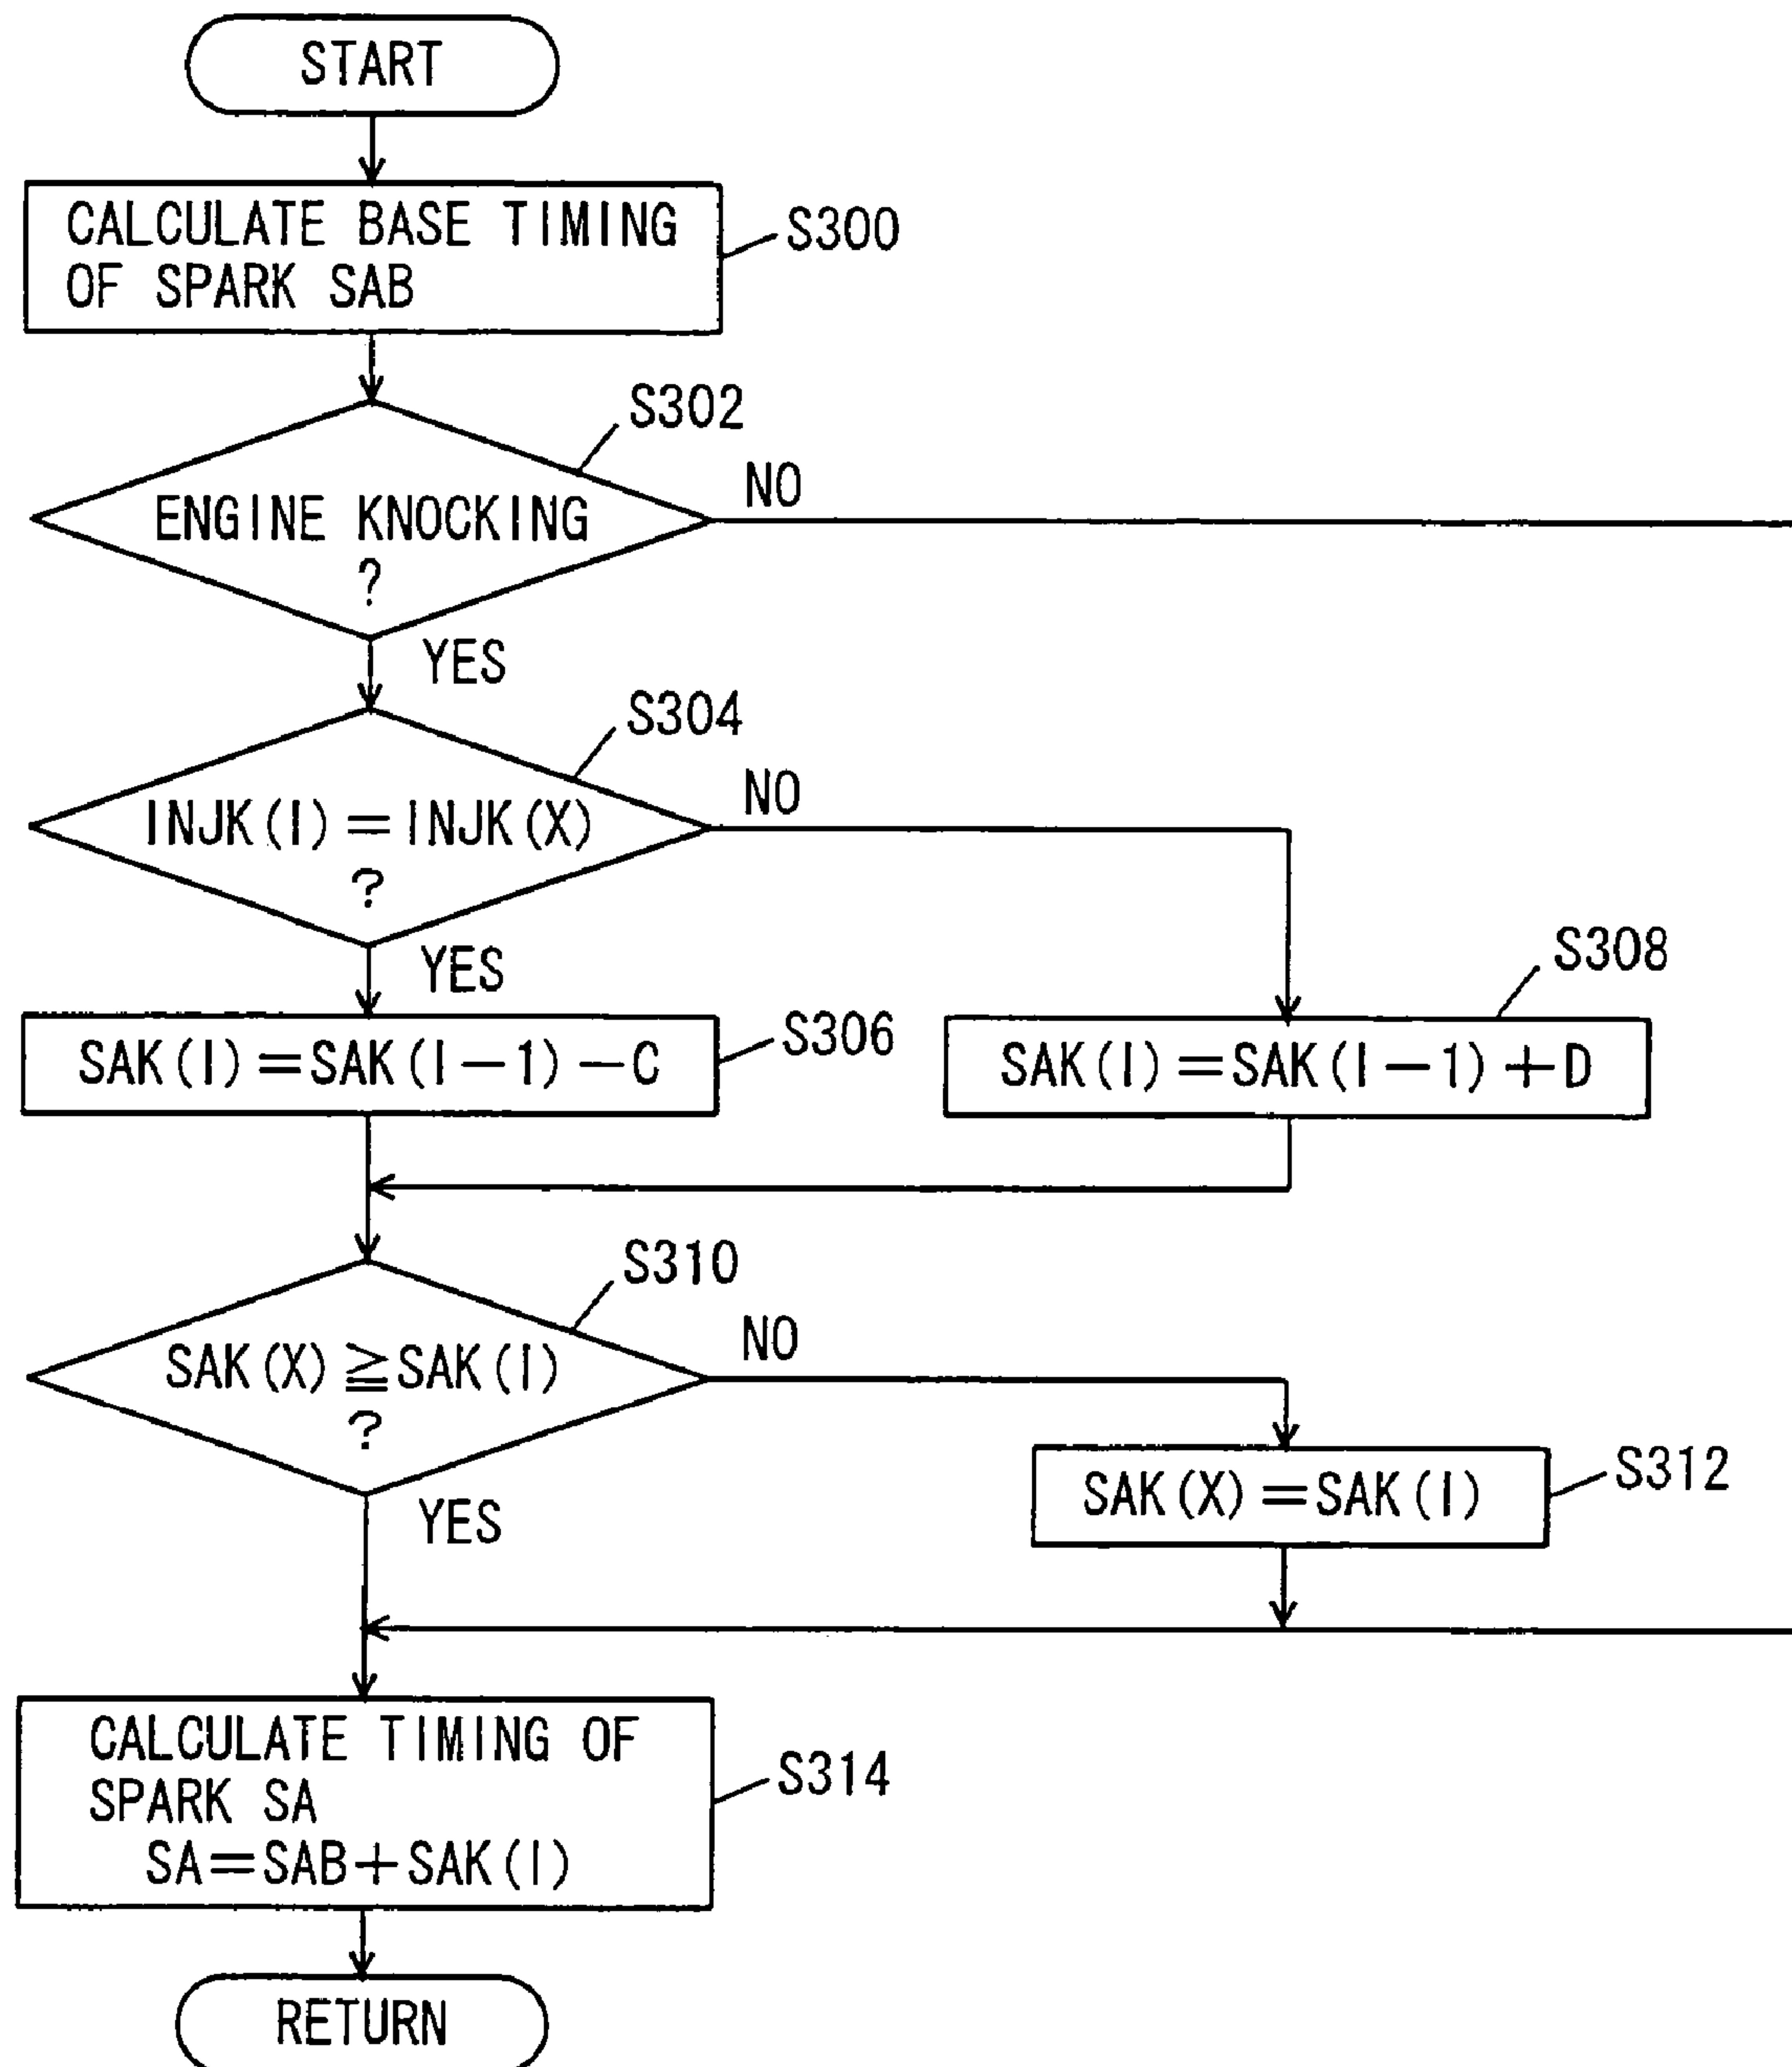 START
CALCULATE BASE TIMING
OF SPARK SAB
S300
S302
ENGINE KNOCKING
?
NO
YES
S304
INJK(I)=INJK(X)
?
NO
YES
SAK(I)=SAK(I-1)-C
S306
S308
SAK(I)=SAK(I-1)+D
S310
SAK(X)≧SAK(I)
?
NO
YES
SAK(X)=SAK(I)
S312
CALCULATE TIMING OF
SPARK SA
SA=SAB+SAK(I)
S314
RETURN